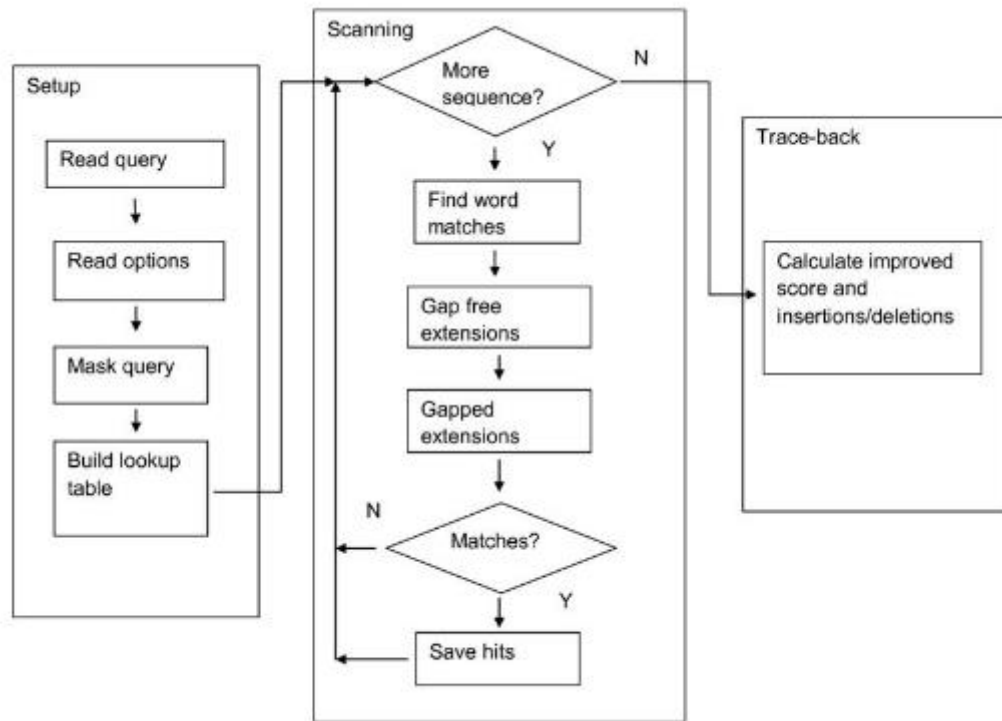 Setup
Read query
Read options
Mask query
Build lookup
table
Scanning
More
sequence?
N
Y
Find word
matches
Gap free
extensions
Gapped
extensions
N
Matches?
Y
Save hits
Trace-back
Calculate improved
score and
insertions/deletions